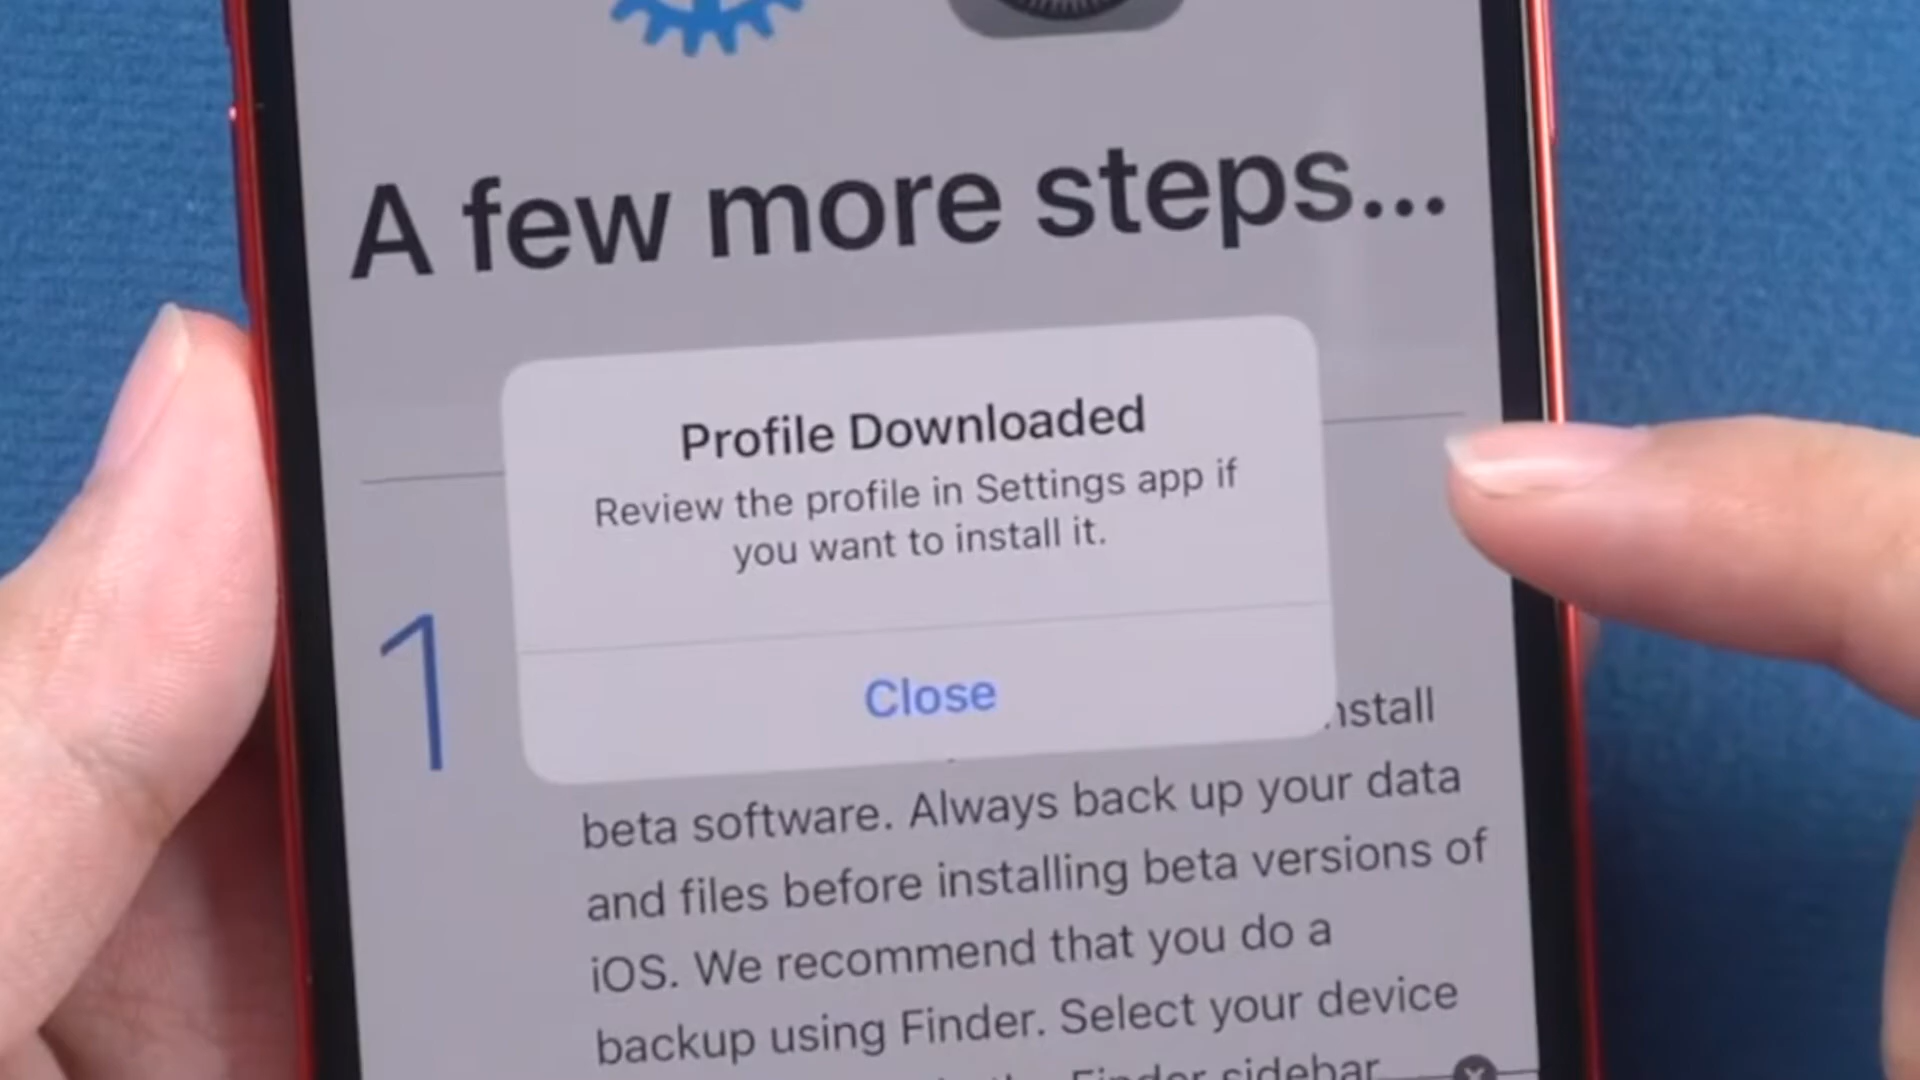 A few more steps...
Profile Downloaded
Review the profile in Settings app if
you want to install it.
Close
1
beta software. Always back up your data
and files before installing beta versions of
iOS. We recommend that you do a
backup using Finder. Select your device
Finder sidebar